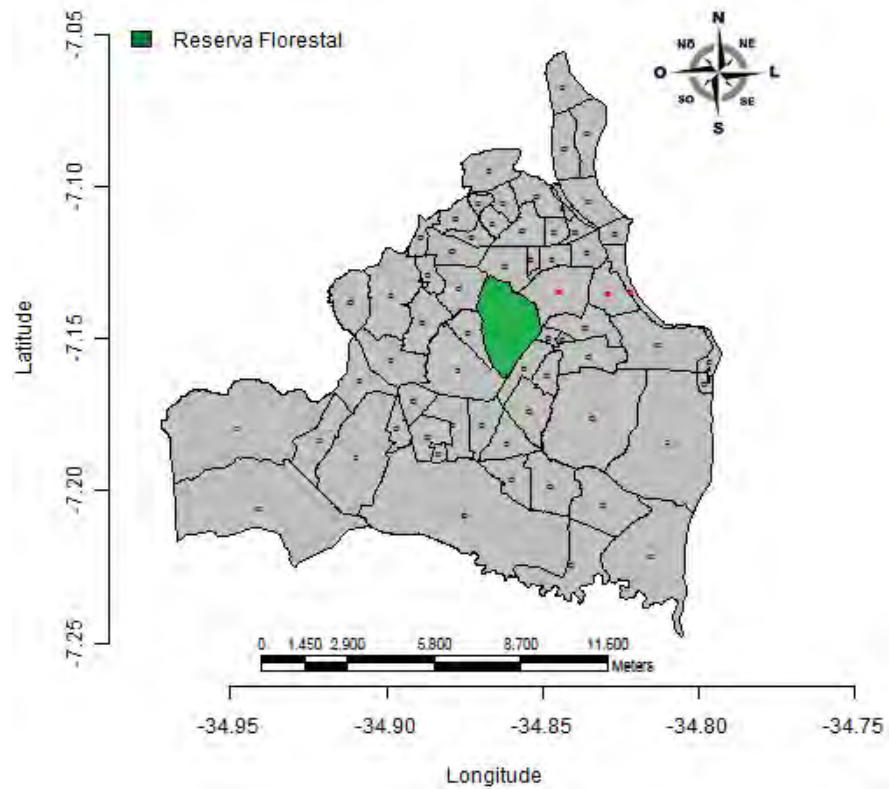 Reserva Florestal
N
NO
NE
O
L
SO
SE
S
Latitude
-7.05
-7.10
-7.15
-7.20
-7.25
0 1.450 2.900 5.800 8.700 11.600
Meters
-34.95 -34.90 -34.85 -34.80 -34.75
Longitude